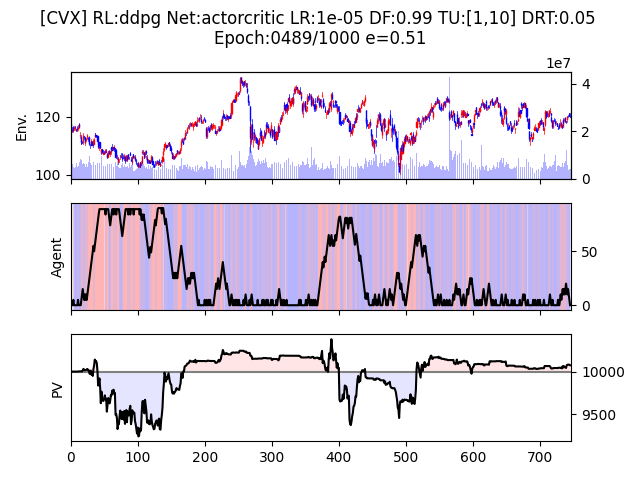 [CVX] RL:ddpg Net:actorcritic LR:1e-05 DF:0.99 TU:[1,10] DRT:0.05
Epoch:0489/1000 e=0.51
1e7
Env.
120
100
4
2
0
Agent
50
0
PV
10000
9500
0 100 200 300 400 500 600 700